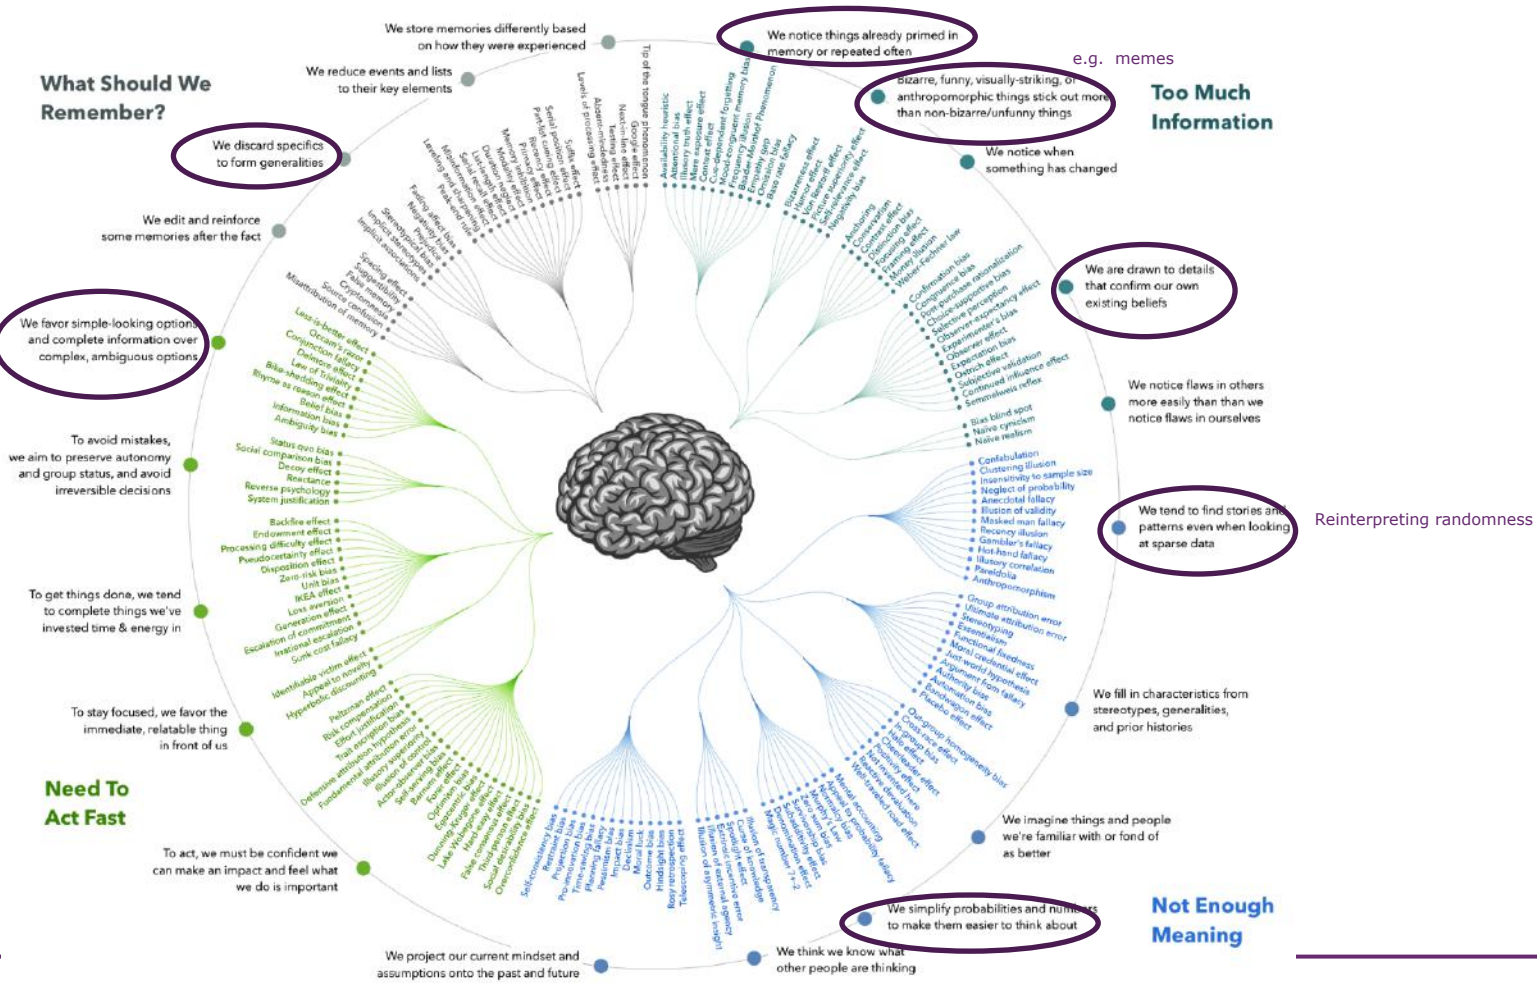 We store memories differently based
on how they were experienced
We reduce events and lists
to their key elements
What Should We
Remember?
We discard specifics
to form generalities
We edit and reinforce
some memories after the fact
We favor simple-looking options
and complete information over
complex, ambiguous options
To avoid mistakes,
we aim to preserve autonomy
and group status, and avoid
irreversible decisions
To get things done, we tend
to complete things we've
invested time & energy in
To stay focused, we favor the
immediate, relatable thing
in front of us
Need To
Act Fast
To act, we must be confident we
can make an impact and feel what
we do is important
We project our current mindset and
assumptions onto the past and future
We notice things already primed in
memory or repeated often
e.g. memes
Bizarre, funny, visually-striking, or
anthropomorphic things stick out more
than non-bizarre/unfunny things
Too Much
Information
We notice when
something has changed
We are drawn to details
that confirm our own
existing beliefs
We notice flaws in others
more easily than than we
notice flaws in ourselves
We tend to find stories and
patterns even when looking
at sparse data
Reinterpreting randomness
We fill in characteristics from
stereotypes, generalities,
and prior histories
We imagine things and people
we're familiar with or fond of
as better
We simplify probabilities and numbers
to make them easier to think about
Not Enough
Meaning
We think we know what
other people are thinking
Availability heuristic
Attentional bias
Illusory truth effect
Mere exposure effect
Context effect
Cue-dependent forgetting
Mood-congruent memory bias
Frequency illusion
Baader-Meinhof Phenomenon
Empathy gap
Omission bias
Base rate fallacy
Bizarreness effect
Humor effect
Von Restorff effect
Picture superiority effect
Self-relevance effect
Negativity bias
Anchoring
Conservatism
Contrast effect
Distinction bias
Focusing effect
Framing effect
Money illusion
Weber-Fechner law
Confirmation bias
Congruence bias
Post-purchase rationalization
Choice-supportive bias
Selective perception
Observer-expectancy effect
Experimenter's bias
Observer effect
Expectation bias
Ostrich effect
Subjective validation
Continued influence effect
Semmelweis reflex
Bias blind spot
Naïve cynicism
Naïve realism
Confabulation
Clustering illusion
Insensitivity to sample size
Neglect of probability
Anecdotal fallacy
Illusion of validity
Masked man fallacy
Recency illusion
Gambler's fallacy
Hot-hand fallacy
Illusory correlation
Pareidolia
Anthropomorphism
Group attribution error
Ultimate attribution error
Stereotyping
Essentialism
Functional fixedness
Moral credential effect
Just-world hypothesis
Argument from fallacy
Authority bias
Automation bias
Bandwagon effect
Placebo effect
Out-group homogeneity bias
Cross-race effect
In-group bias
Halo effect
Cheerleader effect
Positivity effect
Not invented here
Reactive devaluation
Well-traveled road effect
Mental accounting
Appeal to probability fallacy
Normalcy bias
Murphy's Law
Zero sum bias
Survivorship bias
Subadditivity effect
Denomination effect
Magic number 7+-2
Illusion of transparency
Curse of knowledge
Spotlight effect
Extrinsic incentive error
Illusion of external agency
Illusion of asymmetric insight
Telescoping effect
Rosy retrospection
Hindsight bias
Outcome bias
Moral luck
Declinism
Impact bias
Pessimism bias
Planning fallacy
Time-saving bias
Pro-innovation bias
Projection bias
Restraint bias
Self-consistency bias
Overconfidence effect
Social desirability bias
Third-person effect
False consensus effect
Hard-easy effect
Lake Wobegone effect
Dunning-Kruger effect
Egocentric bias
Optimism bias
Forer effect
Barnum effect
Self-serving bias
Actor-observer bias
Illusion of control
Illusory superiority
Fundamental attribution error
Defensive attribution hypothesis
Trait ascription bias
Effort justification
Risk compensation
Peltzman effect
Hyperbolic discounting
Appeal to novelty
Identifiable victim effect
Sunk cost fallacy
Irrational escalation
Escalation of commitment
Generation effect
Loss aversion
IKEA effect
Unit bias
Zero-risk bias
Disposition effect
Pseudocertainty effect
Processing difficulty effect
Endowment effect
Backfire effect
System justification
Reverse psychology
Reactance
Decoy effect
Social comparison bias
Status quo bias
Ambiguity bias
Information bias
Belief bias
Rhyme as reason effect
Bike-shedding effect
Law of Triviality
Delmore effect
Conjunction fallacy
Occam's razor
Less-is-better effect
Misattribution of memory
Source confusion
Cryptomnesia
False memory
Suggestibility
Spacing effect
Implicit associations
Implicit stereotypes
Stereotypical bias
Prejudice
Negativity bias
Fading affect bias
Peak-end rule
Leveling and sharpening
Misinformation effect
Serial recall effect
List-length effect
Duration neglect
Modality effect
Memory inhibition
Primacy effect
Recency effect
Part-list cueing effect
Serial position effect
Suffix effect
Levels of processing effect
Absent-mindedness
Testing effect
Next-in-line effect
Google effect
Tip of the tongue phenomenon